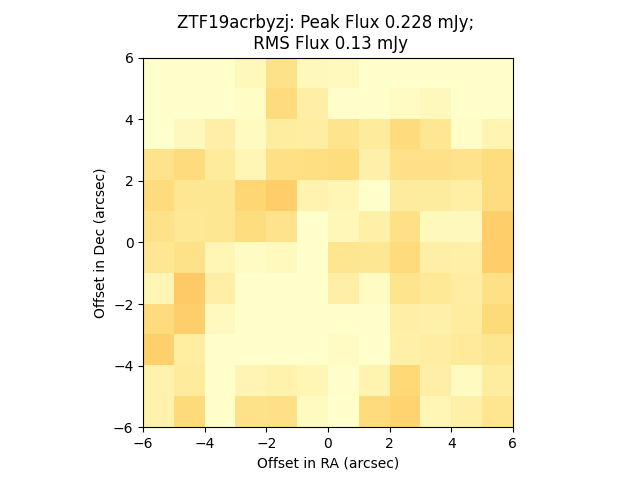 ZTF19acrbyzj: Peak Flux 0.228 mJy;
RMS Flux 0.13 mJy
6
4
2
0
−2
−4
−6
Offset in Dec (arcsec)
−6 −4 −2 0 2 4 6
Offset in RA (arcsec)